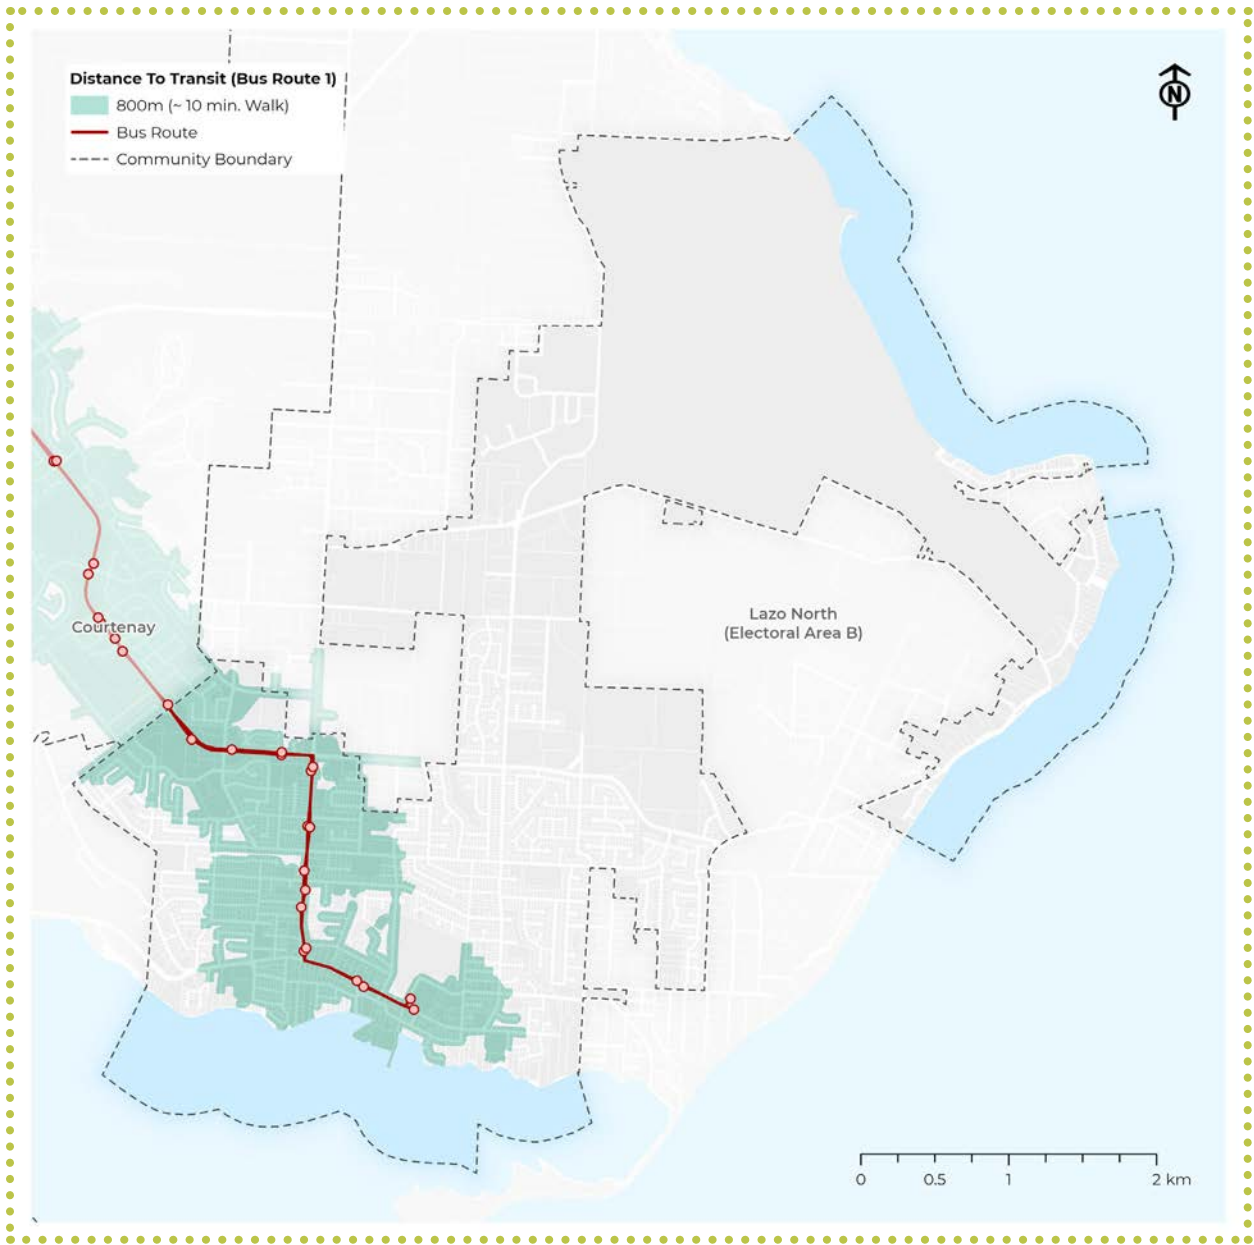 Distance To Transit (Bus Route 1)
800m (~ 10 min. Walk)
Bus Route
Community Boundary
N
Courtenay
Lazo North
(Electoral Area B)
0 0.5 1 2 km